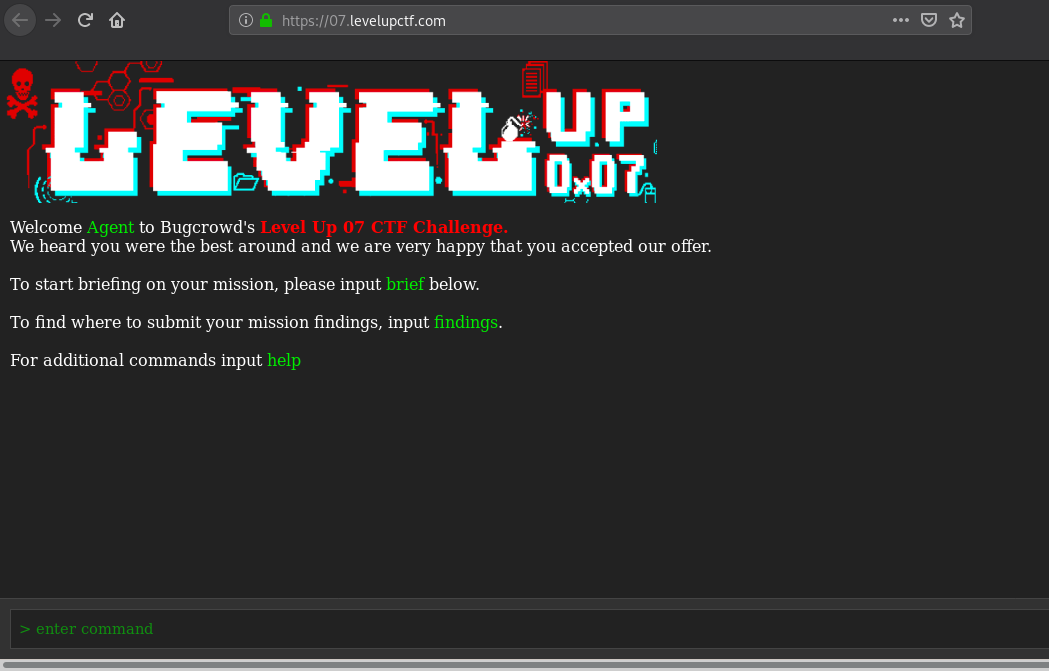 https://07.levelupctf.com
LEVEL UP
0x07
Welcome Agent to Bugcrowd's Level Up 07 CTF Challenge.
We heard you were the best around and we are very happy that you accepted our offer.
To start briefing on your mission, please input brief below.
To find where to submit your mission findings, input findings.
For additional commands input help
> enter command